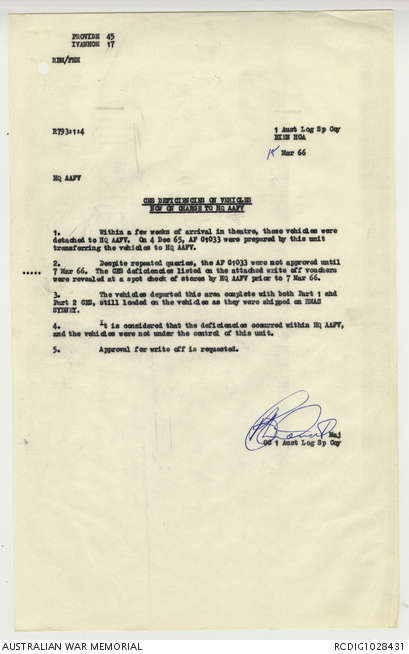 PROVIDE 45
IVANHOE 17
REM/PEK
R793:1:4
1 Aust Log Sp Coy
BIEN HOA
15 Mar 66
HQ AAFV
CES DEFICIENCIES ON VEHICLES
NOW ON CHARGE TO HQ AAFV
1. Within a few weeks of arrival in theatre, these vehicles were
detached to HQ AAFV. On 4 Dec 65, AF G1033 were prepared by this unit
transferring the vehicles to HQ AAFV.
2. Despite repeated queries, the AF G1033 were not approved until
..... 7 Mar 66. The CES deficiencies listed on the attached write off vouchers
were revealed at a spot check of stores by HQ AAFV prior to 7 Mar 66.
3. The vehicles departed this area complete with both Part 1 and
Part 2 CES, still loaded on the vehicles as they were shipped on HMAS
SYDNEY.
4. It is considered that the deficiencies occurred within HQ AAFV,
and the vehicles were not under the control of this unit.
5. Approval for write off is requested.
Maj
OC 1 Aust Log Sp Coy
AUSTRALIAN WAR MEMORIAL
RCDIG1028431